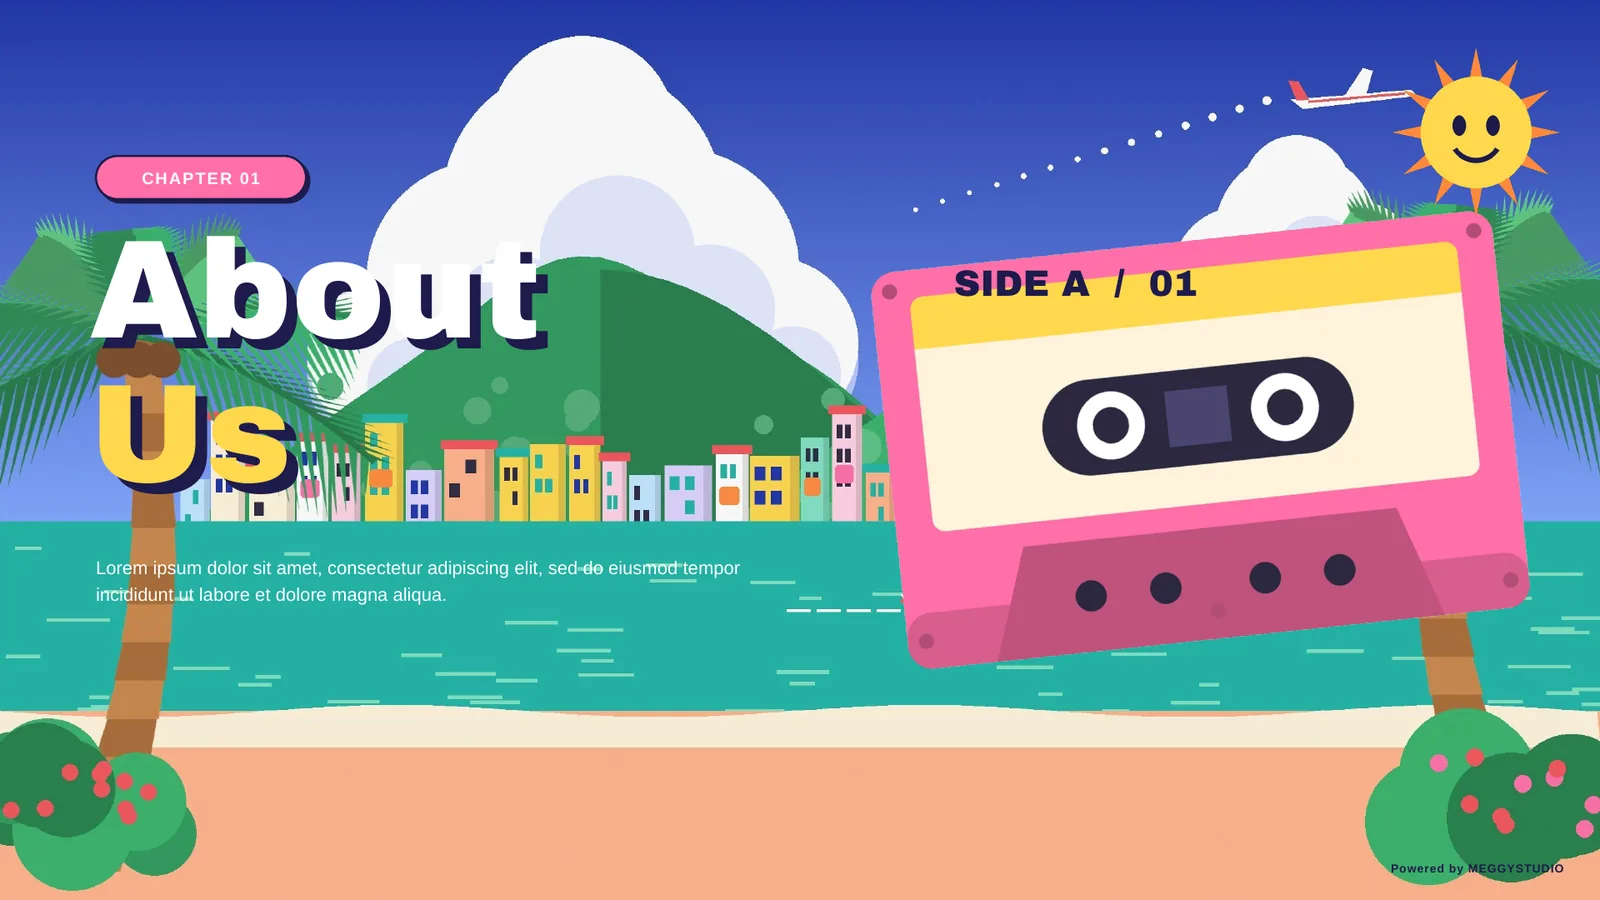 CHAPTER 01
About
Us
SIDE A / 01
Lorem ipsum dolor sit amet, consectetur adipiscing elit, sed do eiusmod tempor
incididunt ut labore et dolore magna aliqua.
Powered by MEGGYSTUDIO